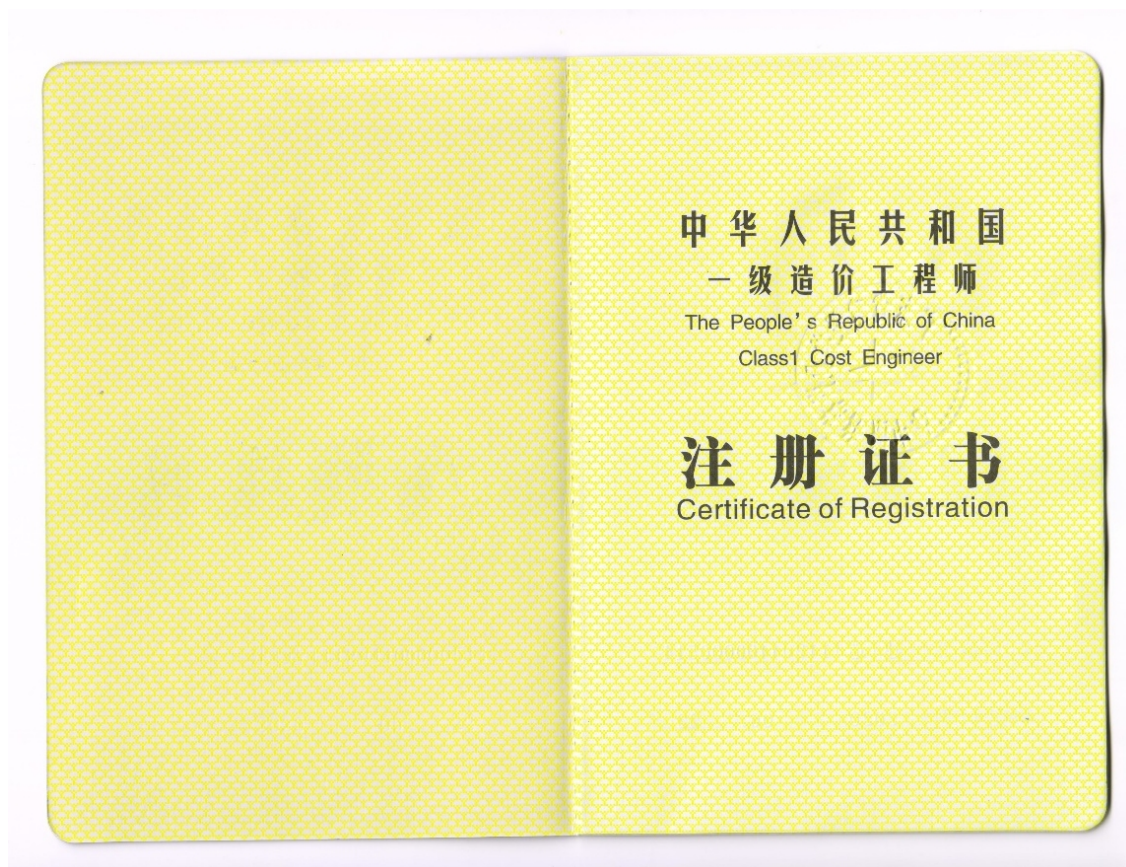 中华人民共和国
一级造价工程师
The People's Republic of China
Class1 Cost Engineer
注册证书
Certificate of Registration